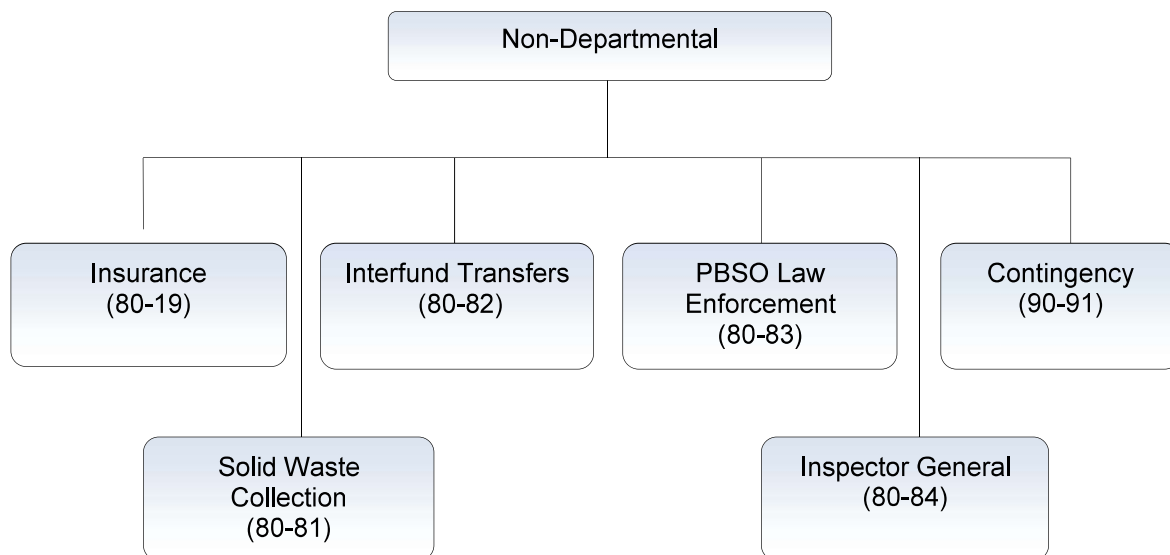 Non-Departmental
Insurance
(80-19)
Interfund Transfers
(80-82)
PBSO Law
Enforcement
(80-83)
Contingency
(90-91)
Solid Waste
Collection
(80-81)
Inspector General
(80-84)